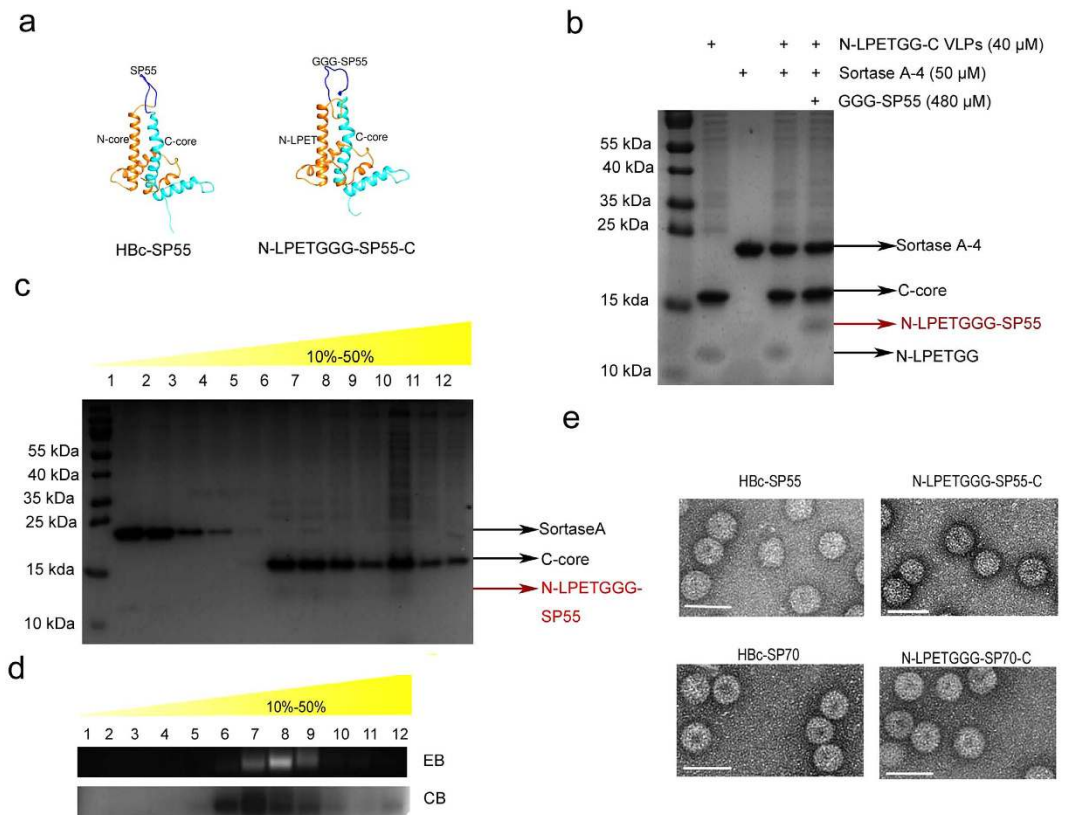 a
SP55
N-core
C-core
HBc-SP55
GGG-SP55
N-LPET
C-core
N-LPETGGG-SP55-C
b
+ + + N-LPETGG-C VLPs (40 µM)
+ + + Sortase A-4 (50 µM)
+ GGG-SP55 (480 µM)
55 kDa
40 kDa
35 kDa
25 kDa
15 kda
10 kDa
Sortase A-4
C-core
N-LPETGGG-SP55
N-LPETGG
c
10%-50%
1 2 3 4 5 6 7 8 9 10 11 12
55 kDa
40 kDa
35 kDa
25 kDa
15 kda
10 kDa
SortaseA
C-core
N-LPETGGG-
SP55
d
10%-50%
1 2 3 4 5 6 7 8 9 10 11 12
EB
CB
e
HBc-SP55
N-LPETGGG-SP55-C
HBc-SP70
N-LPETGGG-SP70-C